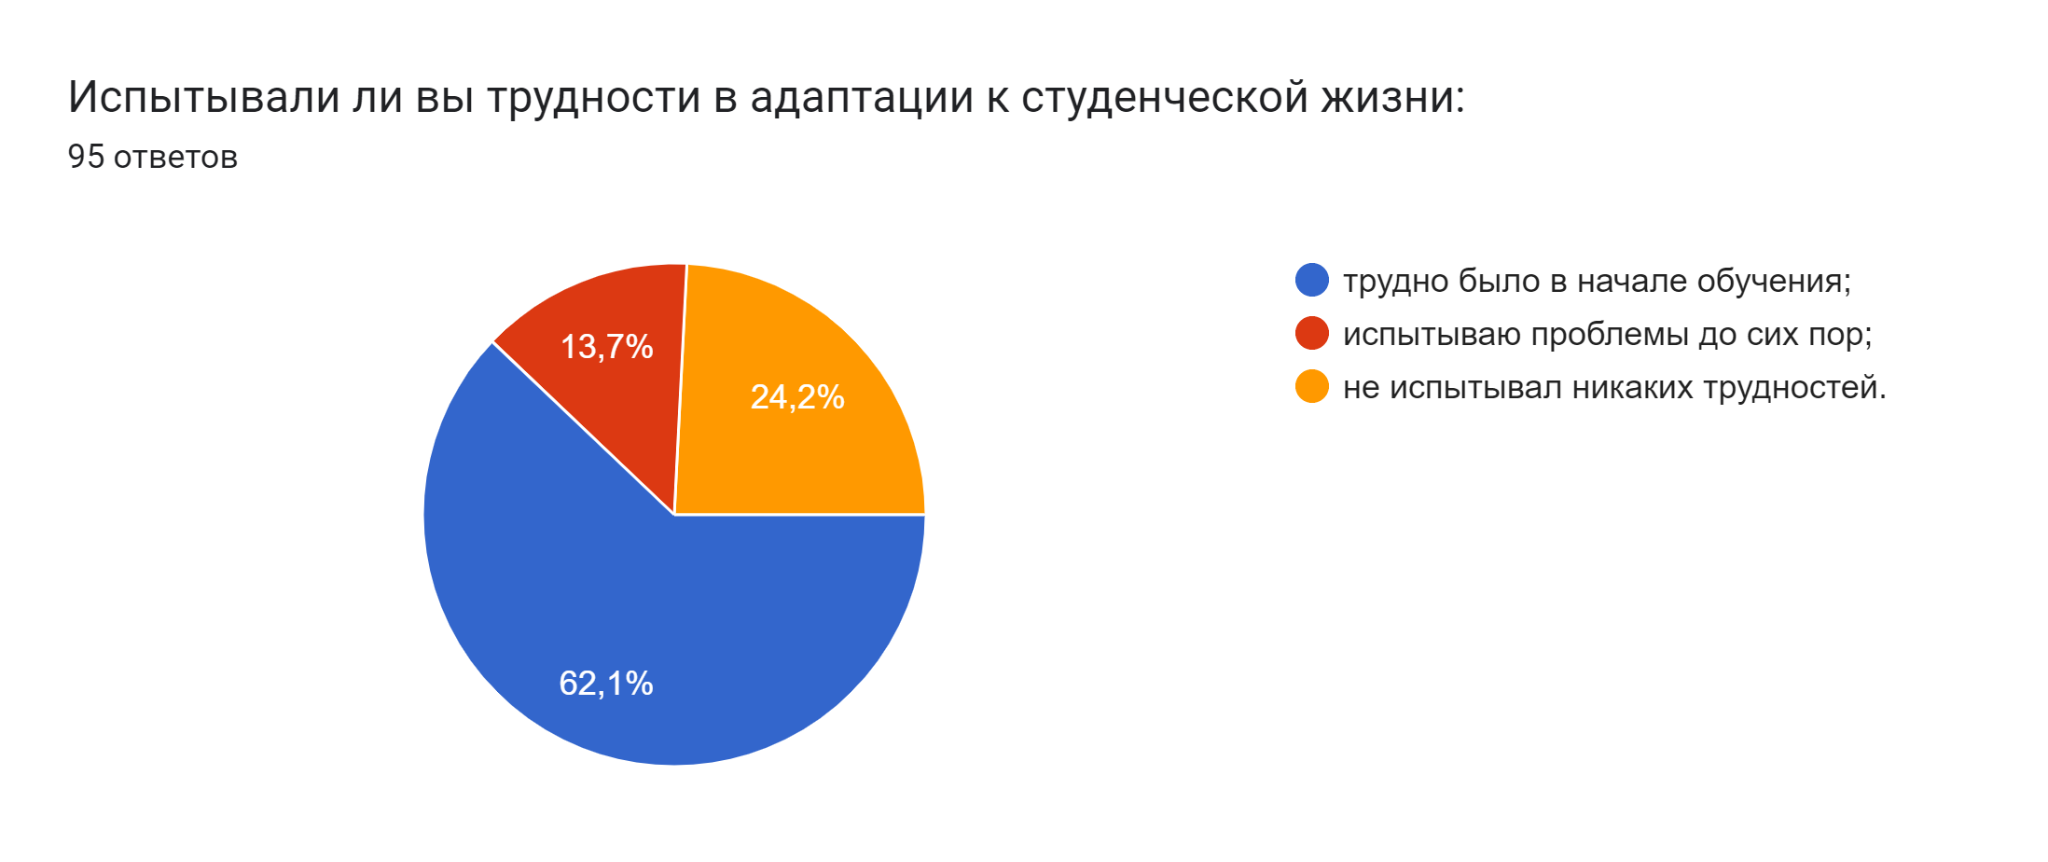 Испытывали ли вы трудности в адаптации к студенческой жизни:
95 ответов
трудно было в начале обучения;
испытываю проблемы до сих пор;
не испытывал никаких трудностей.
13,7%
24,2%
62,1%